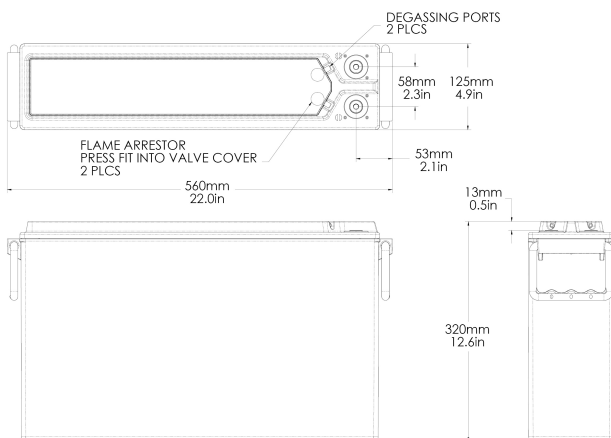 DEGASSING PORTS
2 PLCS
58mm
2.3in
125mm
4.9in
FLAME ARRESTOR
PRESS FIT INTO VALVE COVER
2 PLCS
53mm
2.1in
560mm
22.0in
13mm
0.5in
320mm
12.6in